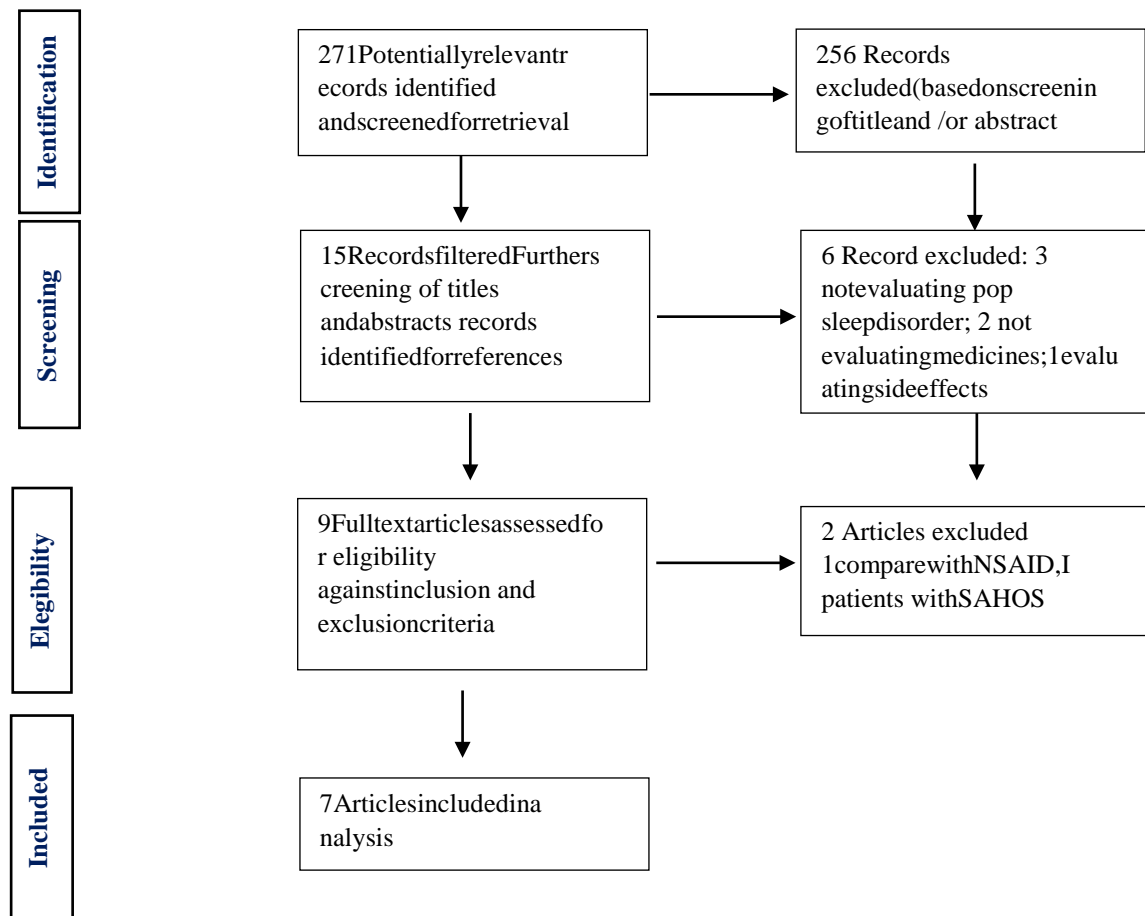 Identification
271Potentiallyrelevantr
ecords identified
andscreenedforretrieval
256 Records
excluded(basedonscreenin
goftitleand /or abstract
Screening
15RecordsfilteredFurthers
creening of titles
andabstracts records
identifiedforreferences
6 Record excluded: 3
notevaluating pop
sleepdisorder; 2 not
evaluatingmedicines;1evalu
atingsideeffects
Elegibility
9Fulltextarticlesassessedfo
r eligibility
againstinclusion and
exclusioncriteria
2 Articles excluded
1comparewithNSAID,I
patients withSAHOS
Included
7Articlesincludedina
nalysis